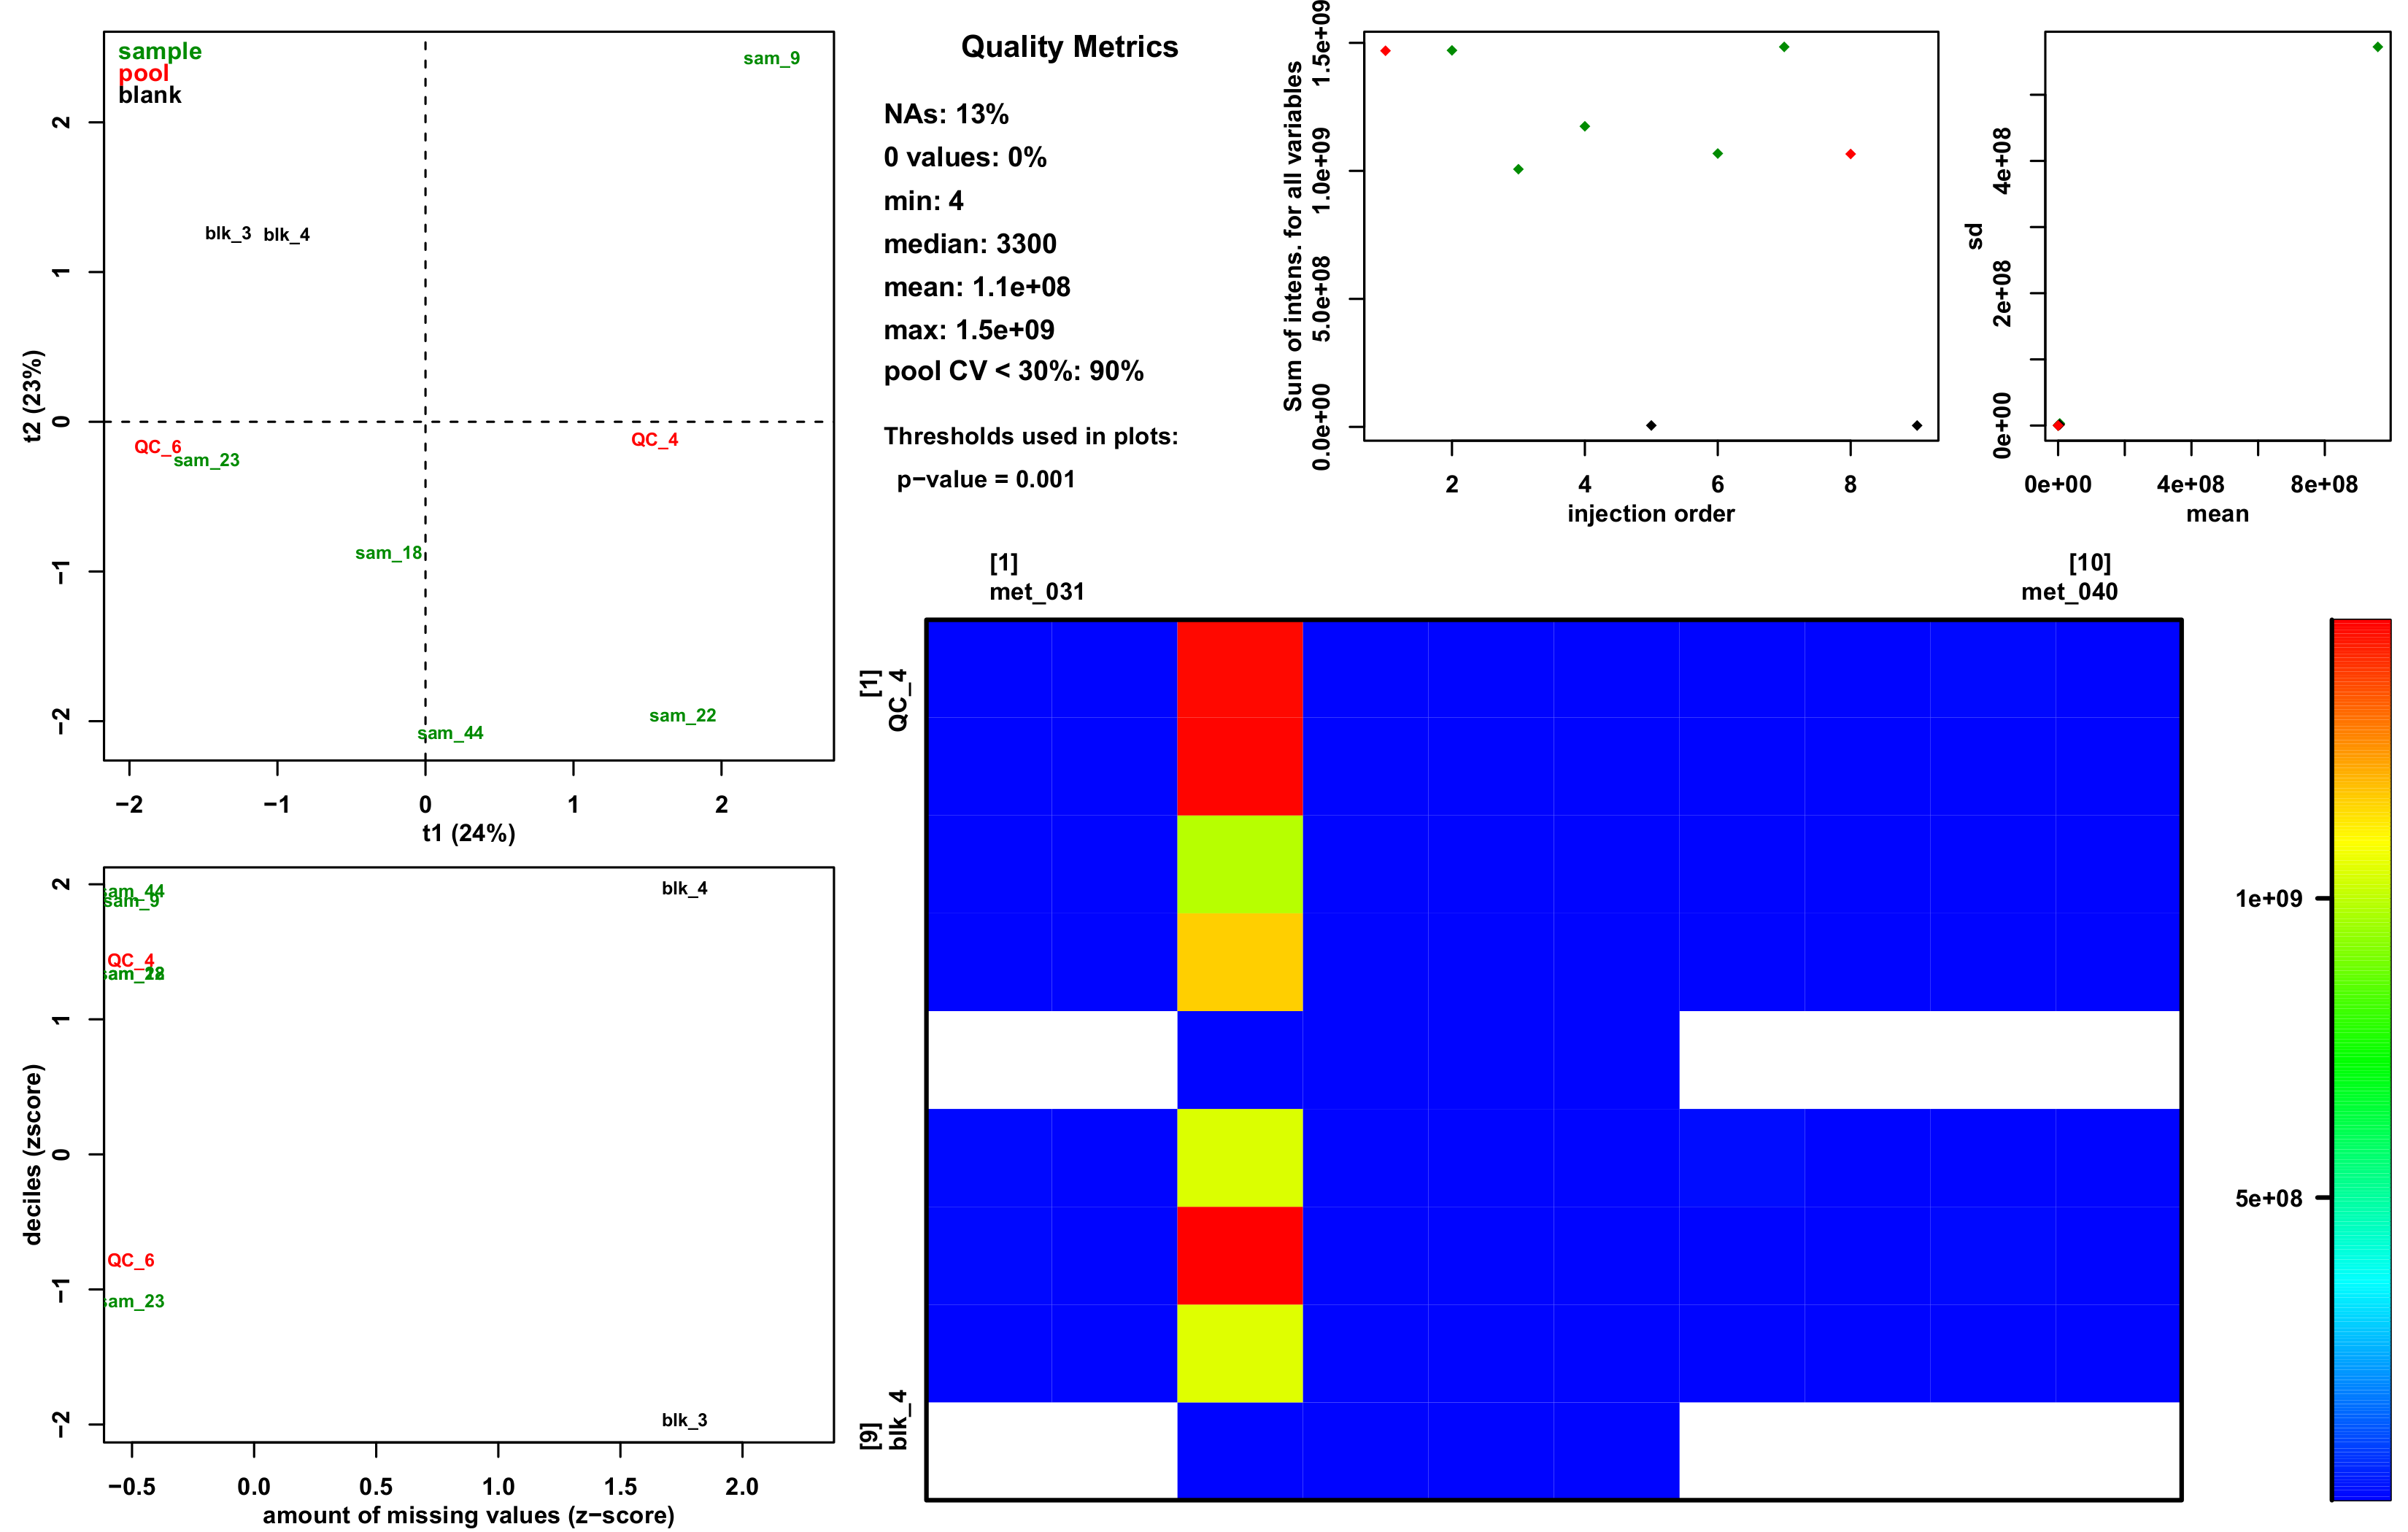 sample
pool
blank
sam_9
blk_3 blk_4
QC_6
QC_4
sam_23
sam_18
sam_22
sam_44
2
1
0
−1
−2
t2 (23%)
−2 −1 0 1 2
t1 (24%)
Quality Metrics
NAs: 13%
0 values: 0%
min: 4
median: 3300
mean: 1.1e+08
max: 1.5e+09
pool CV < 30%: 90%
Thresholds used in plots:
p−value = 0.001
Sum of intens. for all variables
0.0e+00 5.0e+08 1.0e+09 1.5e+09
2 4 6 8
injection order
sd
0e+00 2e+08 4e+08
0e+00 4e+08 8e+08
mean
sam_44
sam_9
QC_4
sam_22
QC_6
sam_23
blk_4
blk_3
2
1
0
−1
−2
deciles (zscore)
−0.5 0.0 0.5 1.0 1.5 2.0
amount of missing values (z−score)
[1]
met_031
[10]
met_040
[1]
QC_4
[9]
blk_4
1e+09
5e+08